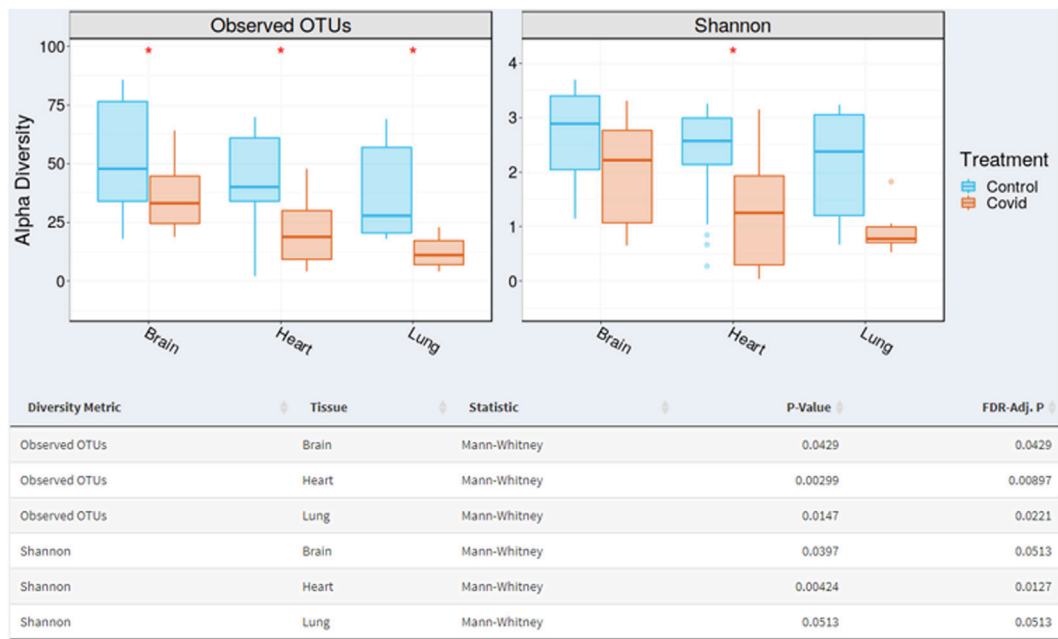 Observed OTUs
Shannon
Alpha Diversity
100
75
50
25
0
4
3
2
1
0
*
*
*
*
Brain
Heart
Lung
Brain
Heart
Lung
Treatment
Control
Covid
Diversity Metric Tissue Statistic P-Value FDR-Adj. P
Observed OTUs Brain Mann-Whitney 0.0429 0.0429
Observed OTUs Heart Mann-Whitney 0.00299 0.00897
Observed OTUs Lung Mann-Whitney 0.0147 0.0221
Shannon Brain Mann-Whitney 0.0397 0.0513
Shannon Heart Mann-Whitney 0.00424 0.0127
Shannon Lung Mann-Whitney 0.0513 0.0513